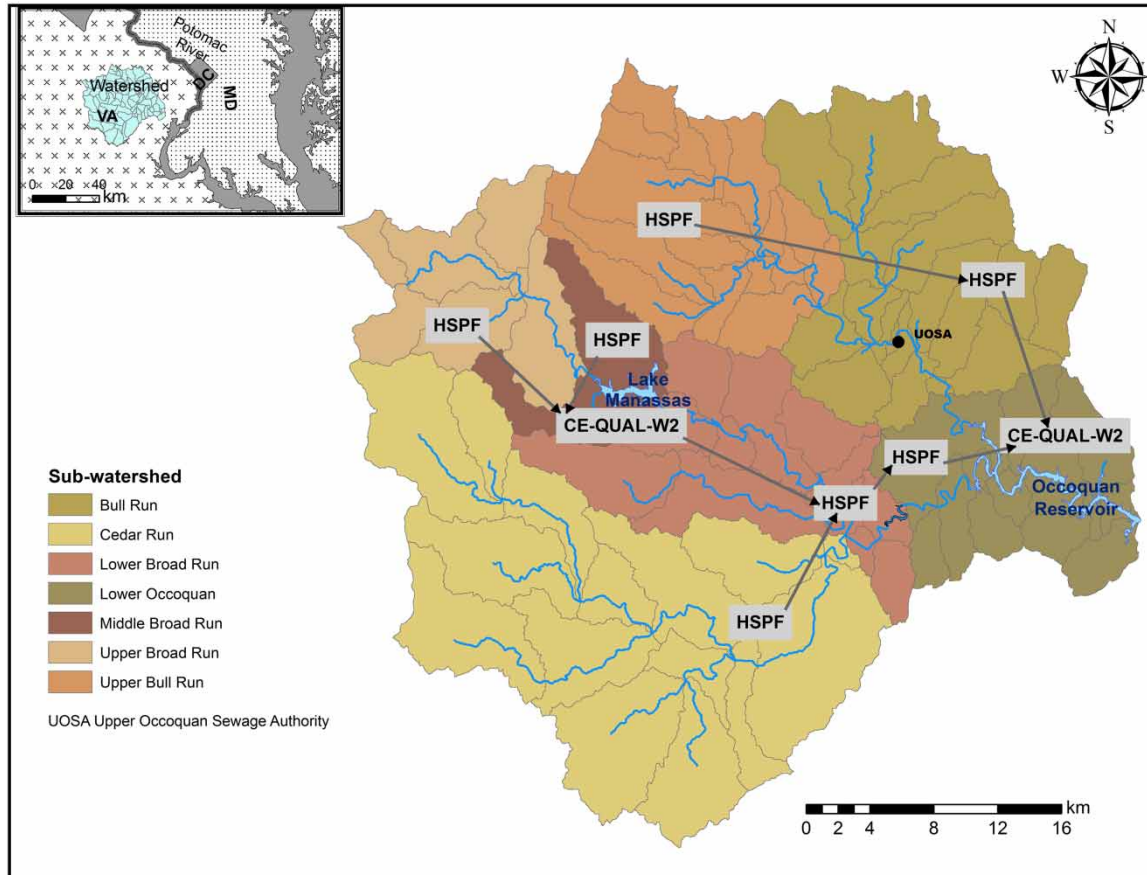 Potomac
River
DC
MD
Watershed
VA
0 20 40
km
N
W E
S
HSPF
HSPF
HSPF
HSPF
UOSA
Lake
Manassas
CE-QUAL-W2
CE-QUAL-W2
HSPF
Occoquan
Reservoir
HSPF
HSPF
Sub-watershed
Bull Run
Cedar Run
Lower Broad Run
Lower Occoquan
Middle Broad Run
Upper Broad Run
Upper Bull Run
UOSA Upper Occoquan Sewage Authority
km
0 2 4 8 12 16